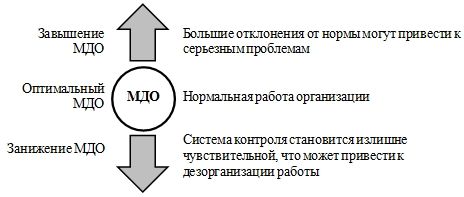 Завышение
МДО
Большие отклонения от нормы могут привести к
серьезным проблемам
Оптимальный
МДО
МДО
Нормальная работа организации
Занижение МДО
Система контроля становится излишне
чувствительной, что может привести к
дезорганизации работы